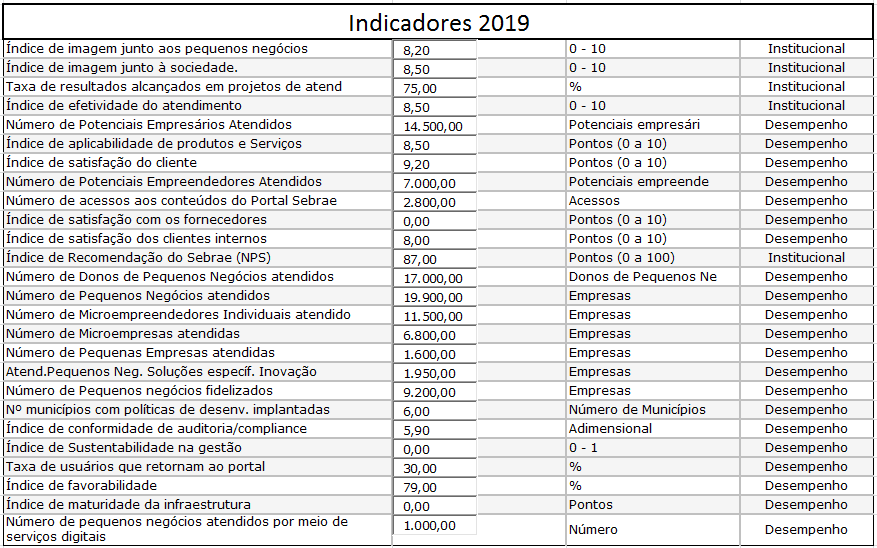 Indicadores 2019
Índice de imagem junto aos pequenos negócios 8,20 0 - 10 Institucional
Índice de imagem junto à sociedade. 8,50 0 - 10 Institucional
Taxa de resultados alcançados em projetos de atend 75,00 % Institucional
Índice de efetividade do atendimento 8,50 0 - 10 Institucional
Número de Potenciais Empresários Atendidos 14.500,00 Potenciais empresári Desempenho
Índice de aplicabilidade de produtos e Serviços 8,50 Pontos (0 a 10) Desempenho
Índice de satisfação do cliente 9,20 Pontos (0 a 10) Desempenho
Número de Potenciais Empreendedores Atendidos 7.000,00 Potenciais empreende Desempenho
Número de acessos aos conteúdos do Portal Sebrae 2.800,00 Acessos Desempenho
Índice de satisfação com os fornecedores 0,00 Pontos (0 a 10) Desempenho
Índice de satisfação dos clientes internos 8,00 Pontos (0 a 10) Desempenho
Índice de Recomendação do Sebrae (NPS) 87,00 Pontos (0 a 100) Institucional
Número de Donos de Pequenos Negócios atendidos 17.000,00 Donos de Pequenos Ne Desempenho
Número de Pequenos Negócios atendidos 19.900,00 Empresas Desempenho
Número de Microempreendedores Individuais atendido 11.500,00 Empresas Desempenho
Número de Microempresas atendidas 6.800,00 Empresas Desempenho
Número de Pequenas Empresas atendidas 1.600,00 Empresas Desempenho
Atend.Pequenos Neg. Soluções específ. Inovação 1.950,00 Empresas Desempenho
Número de Pequenos negócios fidelizados 9.200,00 Empresas Desempenho
Nº municípios com políticas de desenv. implantadas 6,00 Número de Municípios Desempenho
Índice de conformidade de auditoria/compliance 5,90 Adimensional Desempenho
Índice de Sustentabilidade na gestão 0,00 0 - 1 Desempenho
Taxa de usuários que retornam ao portal 30,00 % Desempenho
Índice de favorabilidade 79,00 % Desempenho
Índice de maturidade da infraestrutura 0,00 Pontos Desempenho
Número de pequenos negócios atendidos por meio de
serviços digitais 1.000,00 Número Desempenho